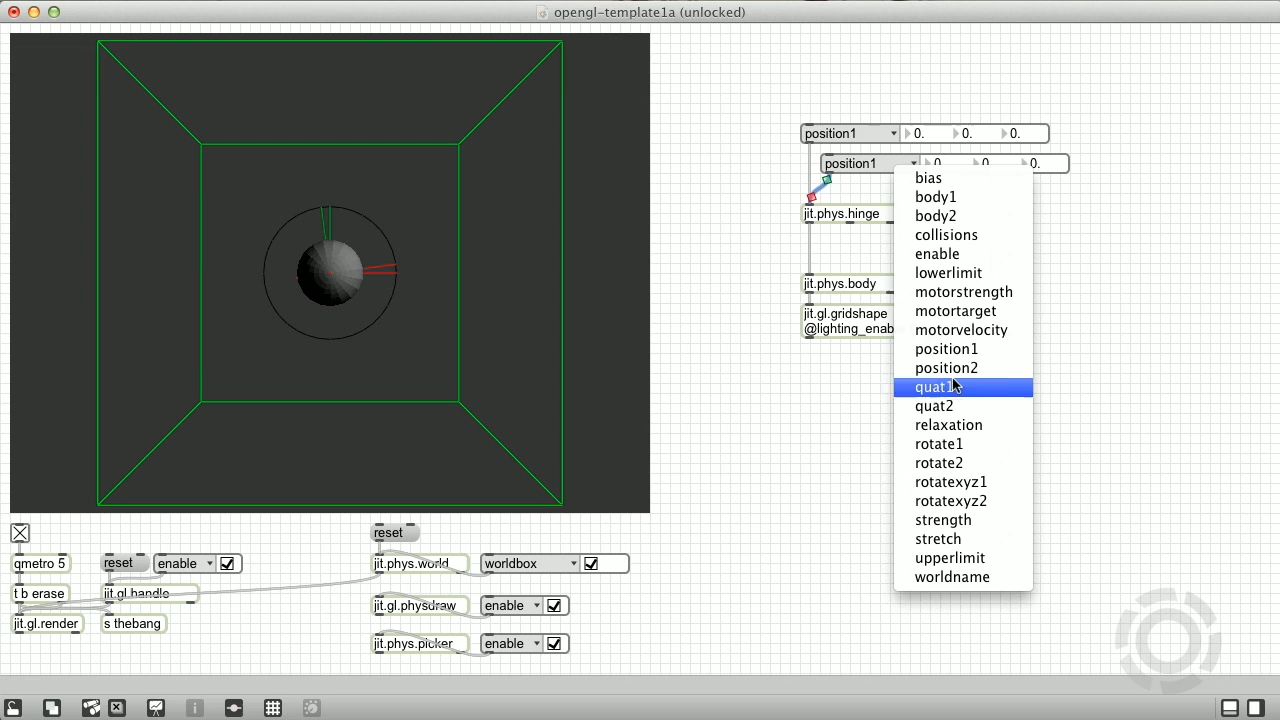 opengl-template1a (unlocked)
position1 0. 0. 0.
position1 0. 0. 0.
jit.phys.hinge
jit.phys.body
jit.gl.gridshape
@lighting_enab
bias
body1
body2
collisions
enable
lowerlimit
motorstrength
motortarget
motorvelocity
position1
position2
quat1
quat2
relaxation
rotate1
rotate2
rotatexyz1
rotatexyz2
strength
stretch
upperlimit
worldname
reset
qmetro 5
reset
enable
jit.phys.world
worldbox
t b erase
jit.gl.handle
jit.gl.physdraw
enable
jit.gl.render
s thebang
jit.phys.picker
enable